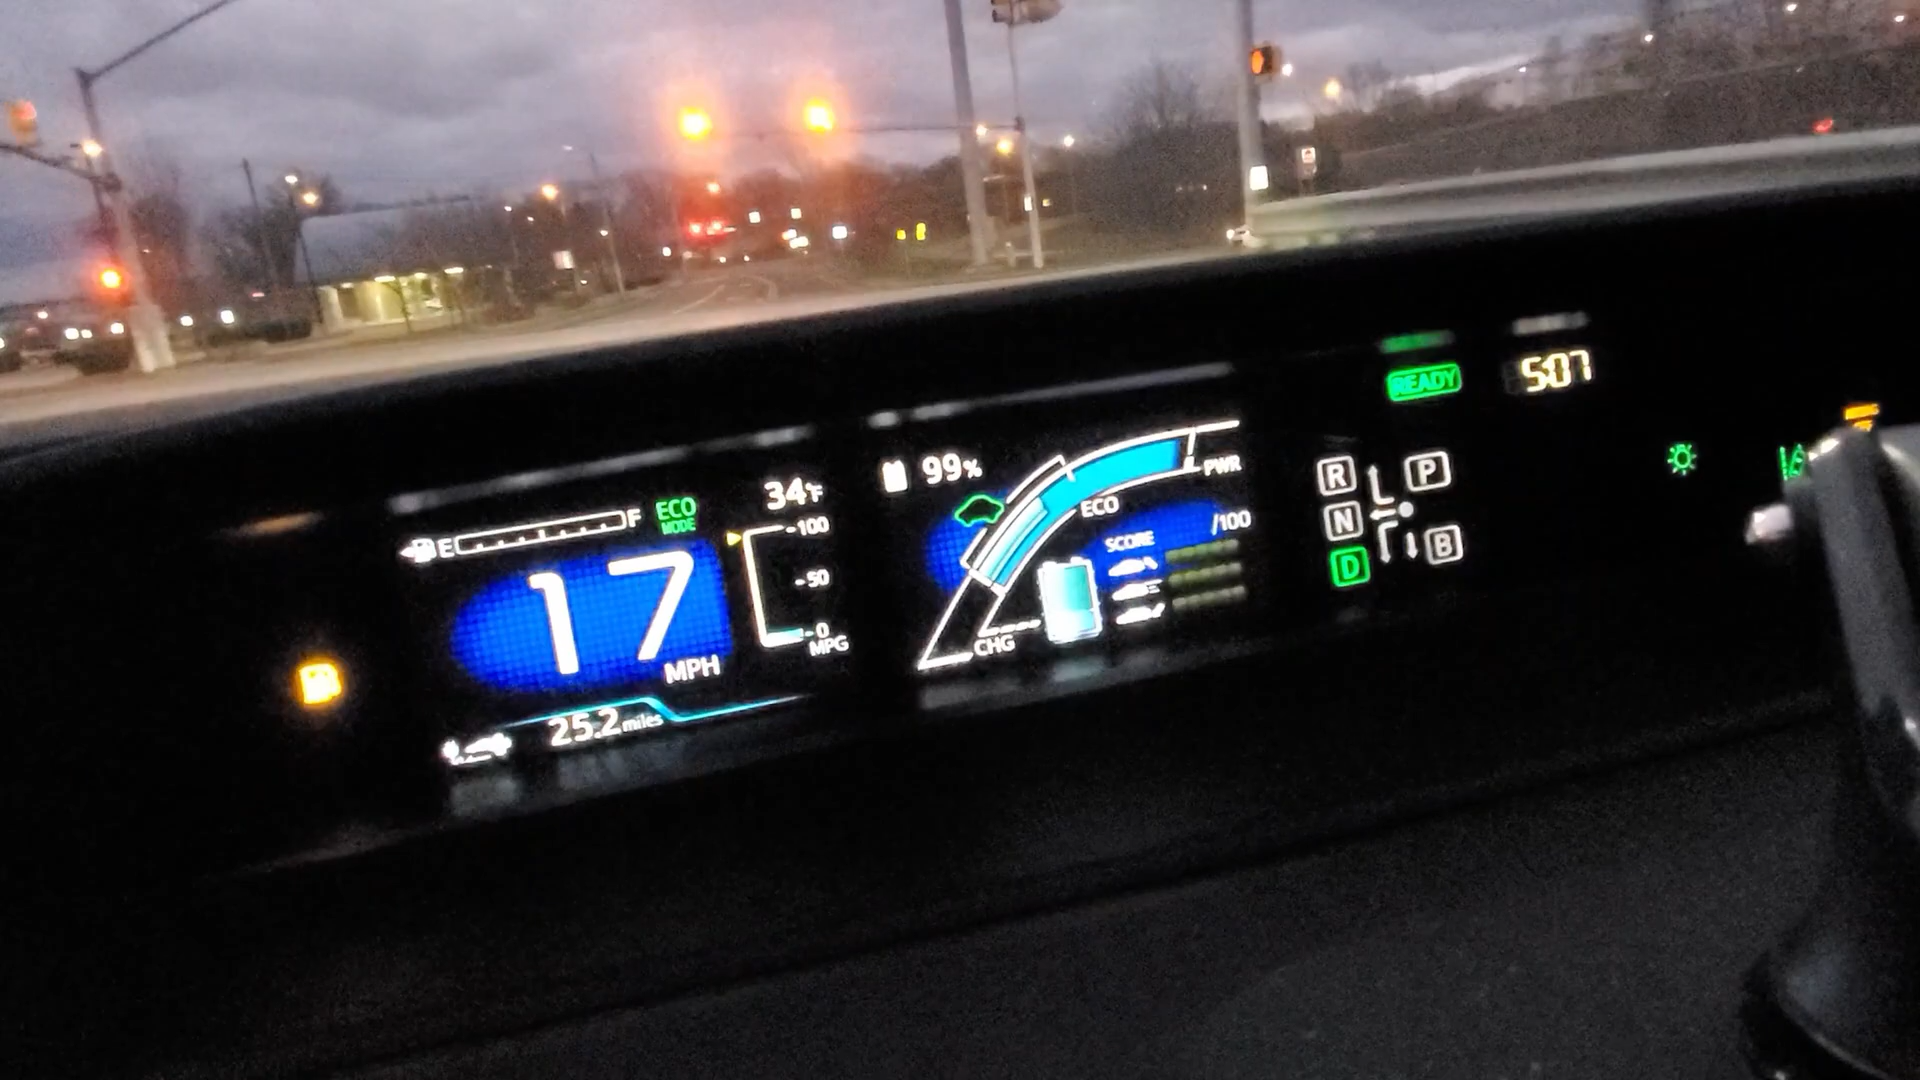 E F
ECO
MODE
34°F
17
MPH
100
50
0
MPG
25.2 miles
99%
PWR
ECO
CHG
SCORE
/100
READY
5:07
R
P
N
D
B